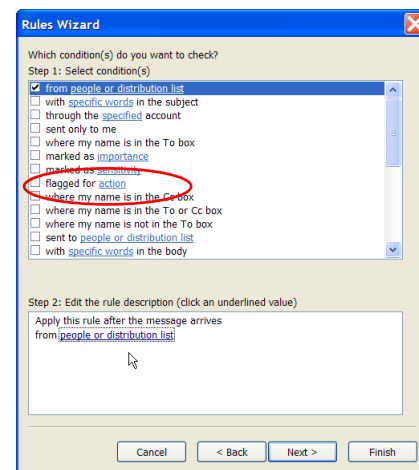 Rules Wizard
Which condition(s) do you want to check?
Step 1: Select condition(s)
from people or distribution list
with specific words in the subject
through the specified account
sent only to me
where my name is in the To box
marked as importance
marked as sensitivity
flagged for action
where my name is in the Cc box
where my name is in the To or Cc box
where my name is not in the To box
sent to people or distribution list
with specific words in the body
Step 2: Edit the rule description (click an underlined value)
Apply this rule after the message arrives
from people or distribution list
Cancel < Back Next > Finish